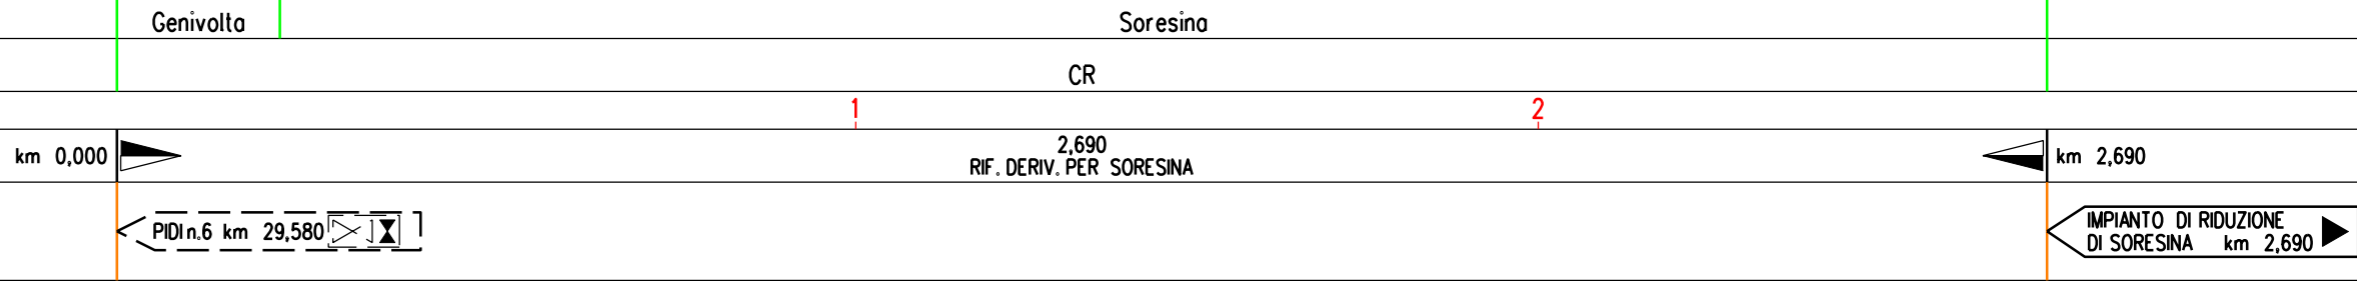 Genivolta Soresina
CR
1 2
km 0,000 2,690 km 2,690
RIF. DERIV. PER SORESINA
PIDI n.6 km 29,580
IMPIANTO DI RIDUZIONE
DI SORESINA km 2,690